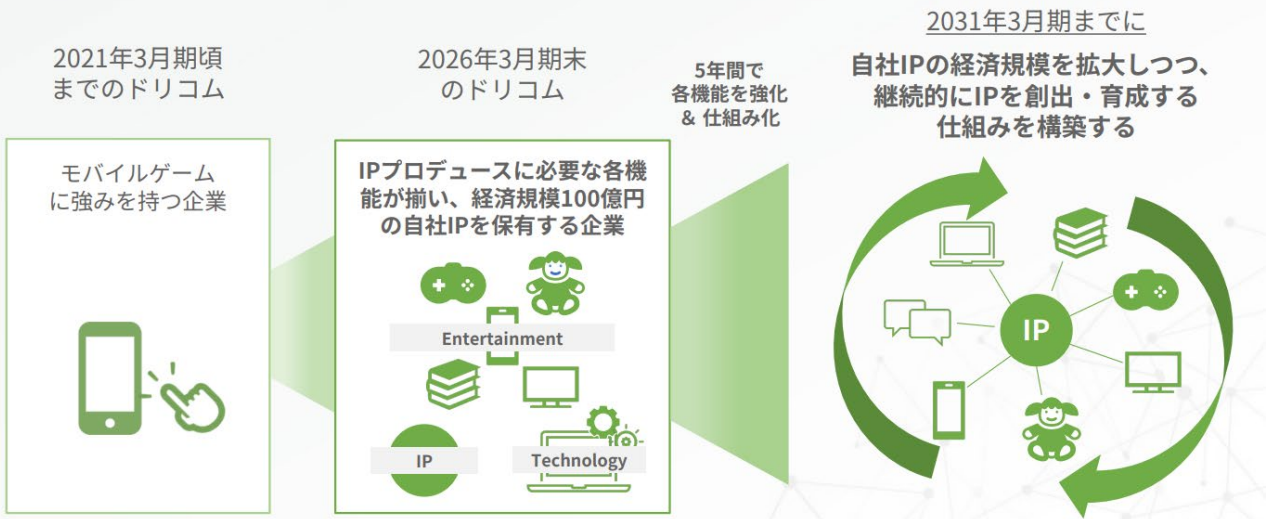 2021年3月期頃
までのドリコム
モバイルゲーム
に強みを持つ企業
2026年3月期末
のドリコム
IPプロデュースに必要な各機
能が揃い、経済規模100億円
の自社IPを保有する企業
Entertainment
IP
Technology
5年間で
各機能を強化
& 仕組み化
2031年3月期までに
自社IPの経済規模を拡大しつつ、
継続的にIPを創出・育成する
仕組みを構築する
IP